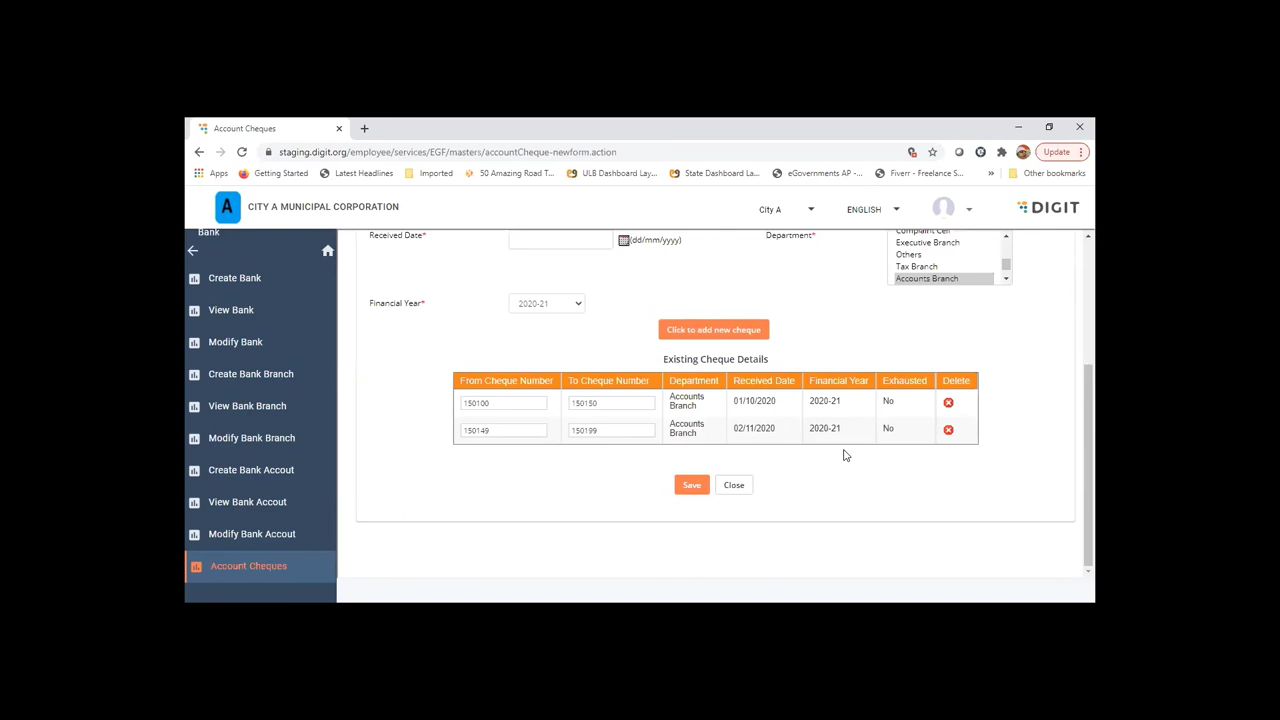 Account Cheques
staging.digit.org/employee/services/EGF/masters/accountCheque-newform.action
Update
Apps
Getting Started
Latest Headlines
Imported
50 Amazing Road T...
ULB Dashboard Lay...
State Dashboard La...
eGovernments AP -...
Fiverr - Freelance S...
»
Other bookmarks
A
CITY A MUNICIPAL CORPORATION
City A
ENGLISH
DIGIT
Bank
Create Bank
View Bank
Modify Bank
Create Bank Branch
View Bank Branch
Modify Bank Branch
Create Bank Accout
View Bank Accout
Modify Bank Accout
Account Cheques
Received Date*
(dd/mm/yyyy)
Department*
Complaint Cell
Executive Branch
Others
Tax Branch
Accounts Branch
Financial Year*
2020-21
Click to add new cheque
Existing Cheque Details
From Cheque Number To Cheque Number Department Received Date Financial Year Exhausted Delete
150100 150150 Accounts Branch 01/10/2020 2020-21 No
150149 150199 Accounts Branch 02/11/2020 2020-21 No
Save
Close